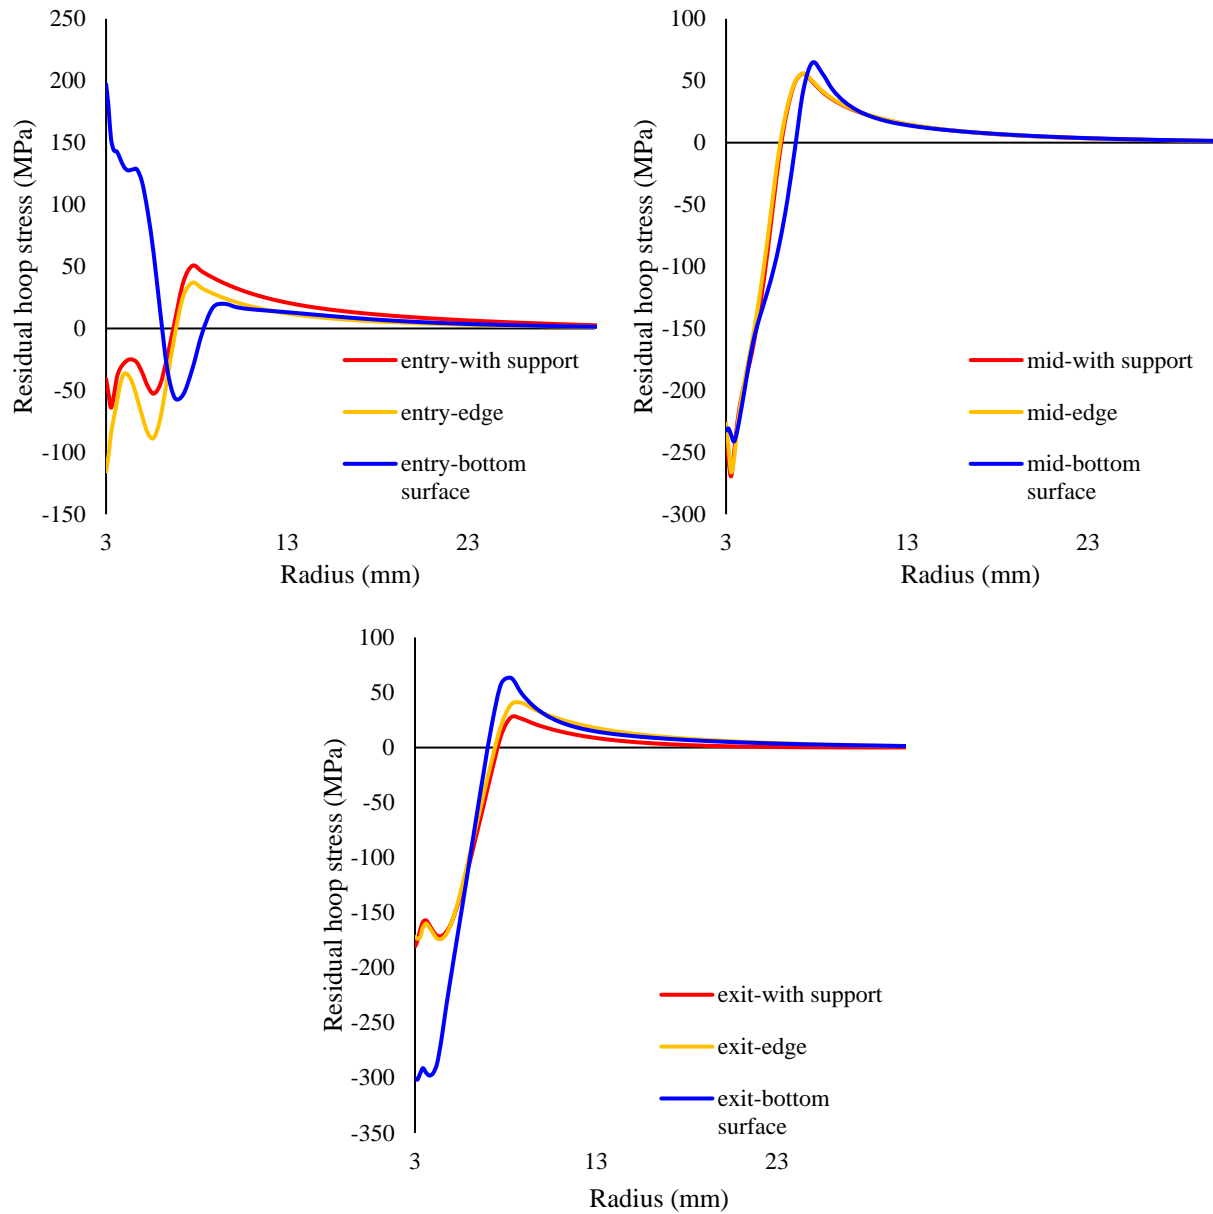 250
200
150
100
50
0
-50
-100
-150
3
13
23
Residual hoop stress (MPa)
Radius (mm)
entry-with support
entry-edge
entry-bottom
surface
100
50
0
-50
-100
-150
-200
-250
-300
3
13
23
Residual hoop stress (MPa)
Radius (mm)
mid-with support
mid-edge
mid-bottom
surface
100
50
0
-50
-100
-150
-200
-250
-300
-350
3
13
23
Residual hoop stress (MPa)
Radius (mm)
exit-with support
exit-edge
exit-bottom
surface